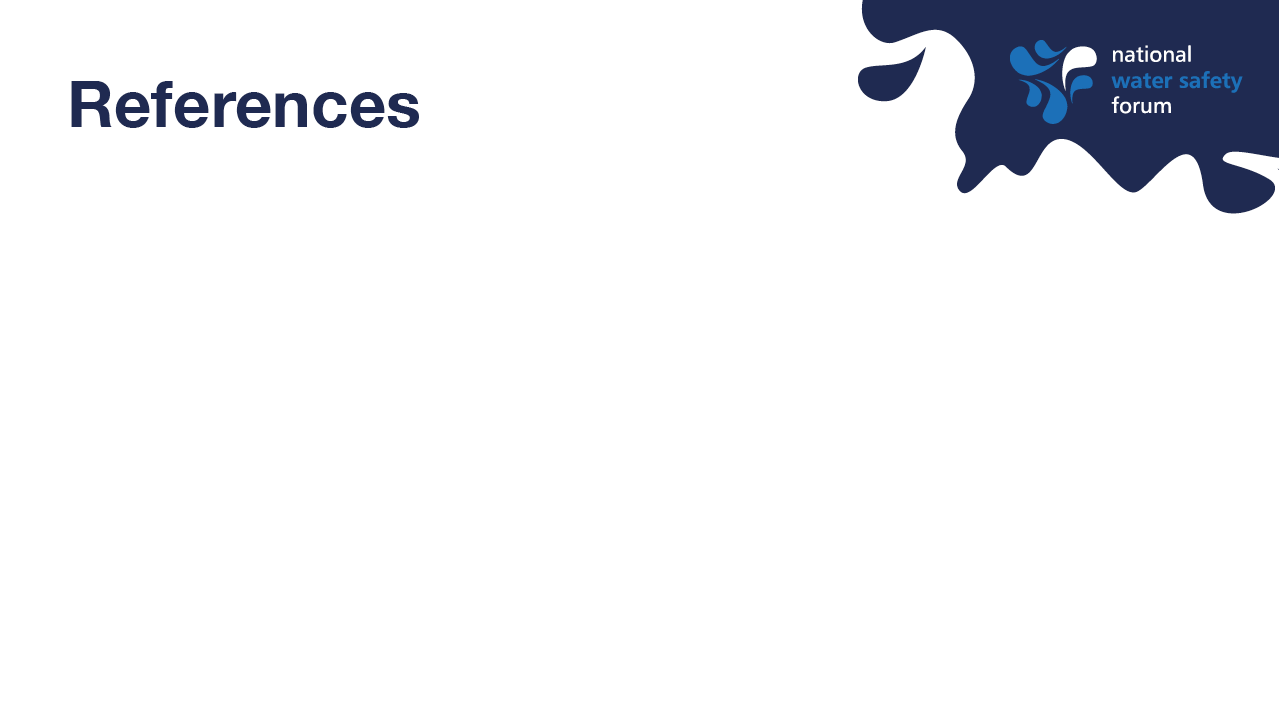 References
national
water safety
forum